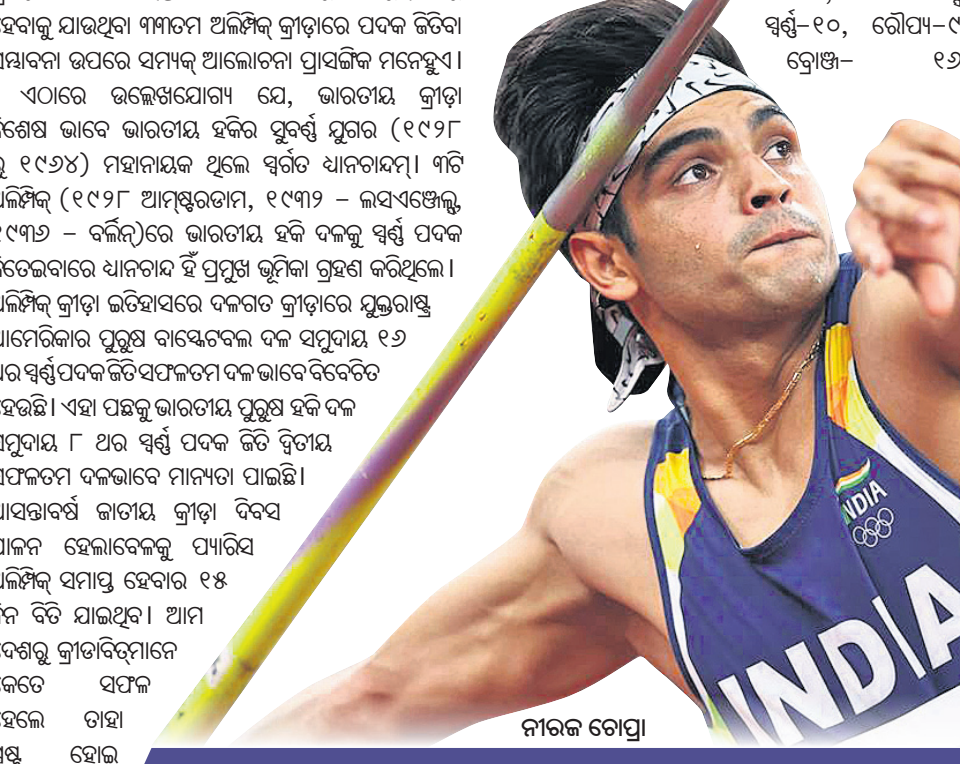 ହେବାକୁ ଯାଉଥିବା ୩୩ତମ ଅଲିମ୍ପିକ୍ କ୍ରୀଡ଼ାରେ ପଦକ ଜିତିବା
ସମ୍ଭାବନା ଉପରେ ସମ୍ୟକ୍ ଆଲୋଚନା ପ୍ରାସଙ୍ଗିକ ମନେହୁଏ।
ଏଠାରେ ଉଲ୍ଲେଖଯୋଗ୍ୟ ଯେ, ଭାରତୀୟ କ୍ରୀଡ଼ା
ବିଶେଷ ଭାବେ ଭାରତୀୟ ହକିର ସୁବର୍ଣ୍ଣ ଯୁଗର (୧୯୨୮
ରୁ ୧୯୬୪) ମହାନାୟକ ଥିଲେ ସ୍ୱର୍ଗତ ଧ୍ୟାନଚାନ୍ଦମ୍। ୩ଟି
ଅଲିମ୍ପିକ୍ (୧୯୨୮ ଆମ୍‌ଷ୍ଟରଡାମ, ୧୯୩୨ – ଲସଏଞ୍ଜେଲ୍ସ,
୧୯୩୬ – ବର୍ଲିନ୍)ରେ ଭାରତୀୟ ହକି ଦଳକୁ ସ୍ୱର୍ଣ୍ଣ ପଦକ
ଜିତେଇବାରେ ଧ୍ୟାନଚାନ୍ଦ ହିଁ ପ୍ରମୁଖ ଭୂମିକା ଗ୍ରହଣ କରିଥିଲେ।
ଅଲିମ୍ପିକ୍ କ୍ରୀଡ଼ା ଇତିହାସରେ ଦଳଗତ କ୍ରୀଡ଼ାରେ ଯୁକ୍ତରାଷ୍ଟ୍ର
ଆମେରିକାର ପୁରୁଷ ବାସ୍କେଟବଲ ଦଳ ସମୁଦାୟ ୧୬
ଥର ସ୍ୱର୍ଣ୍ଣପଦକ ଜିତି ସଫଳତମ ଦଳ ଭାବେ ବିବେଚିତ
ହେଉଛି। ଏହା ପଛକୁ ଭାରତୀୟ ପୁରୁଷ ହକି ଦଳ
ସମୁଦାୟ ୮ ଥର ସ୍ୱର୍ଣ୍ଣ ପଦକ ଜିତି ଦ୍ୱିତୀୟ
ସଫଳତମ ଦଳଭାବେ ମାନ୍ୟତା ପାଇଛି।
ଆସନ୍ତାବର୍ଷ ଜାତୀୟ କ୍ରୀଡ଼ା ଦିବସ
ପାଳନ ହେଲାବେଳକୁ ପ୍ୟାରିସ
ଅଲିମ୍ପିକ୍ ସମାପ୍ତ ହେବାର ୧୫
ଦିନ ବିତି ଯାଇଥିବ। ଆମ
ଦେଶରୁ କ୍ରୀଡାବିତ୍‌ମାନେ
କେତେ ସଫଳ
ହେଲେ ତାହା
ସ୍ପଷ୍ଟ ହୋଇ
ସ୍ୱର୍ଣ୍ଣ–୧୦, ରୌପ୍ୟ–୯
ବ୍ରୋଞ୍ଜ– ୧୬
INDIA
INDIA
ନୀରଜ ଚୋପ୍ରା